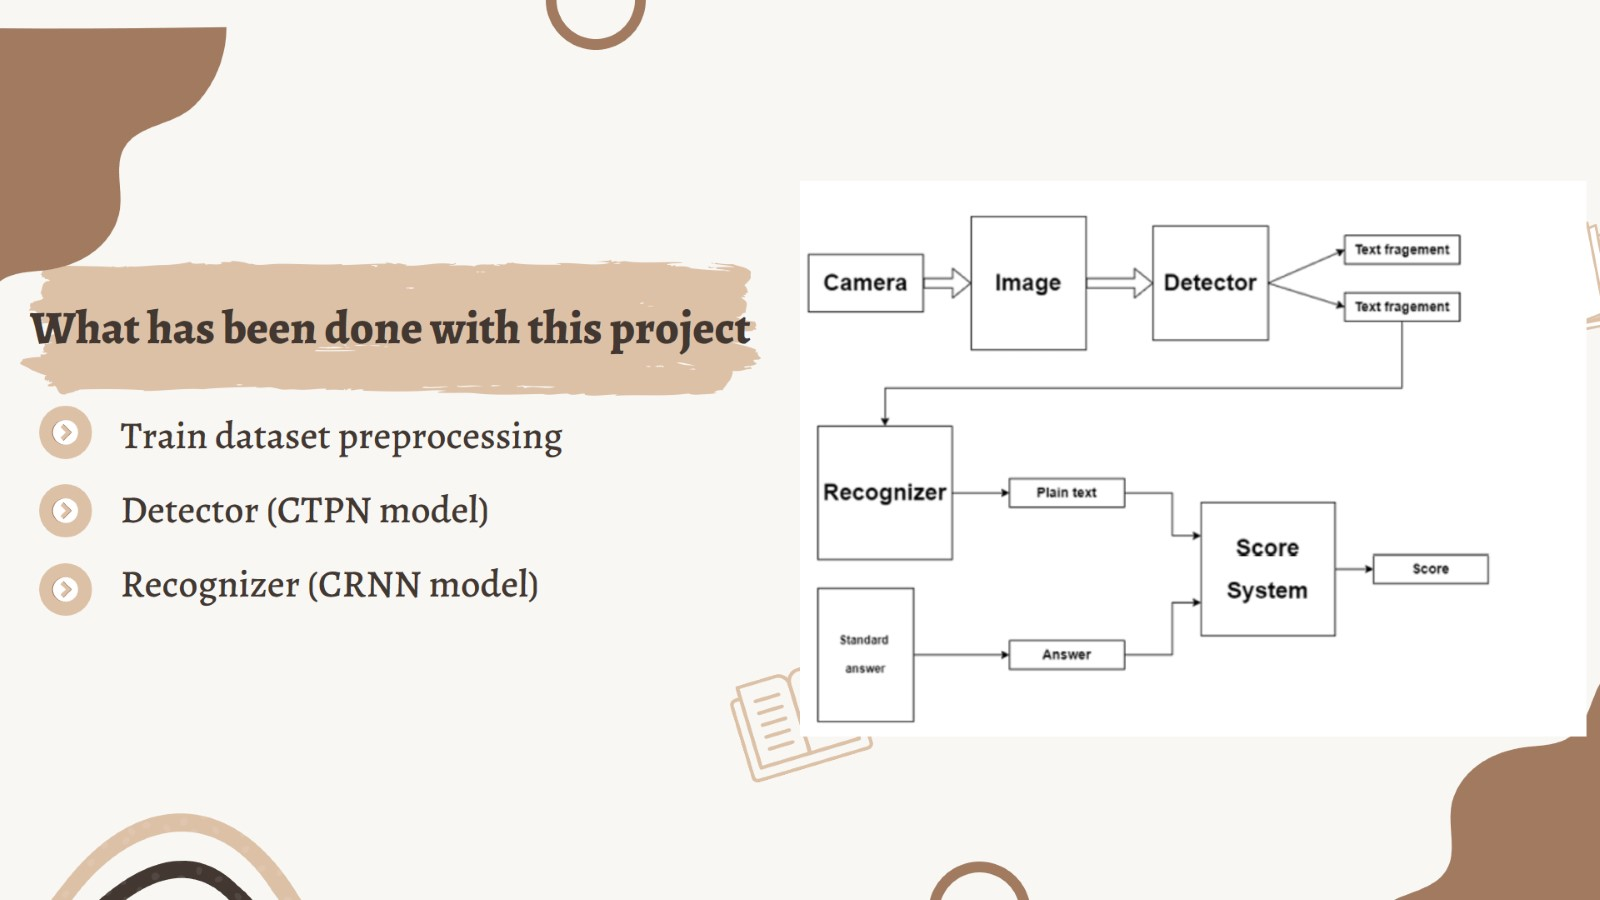 What has been done with this project
Train dataset preprocessing
Detector (CTPN model)
Recognizer (CRNN model)
Camera
Image
Detector
Text fragement
Text fragement
Recognizer
Plain text
Score
System
Score
Standard
answer
Answer